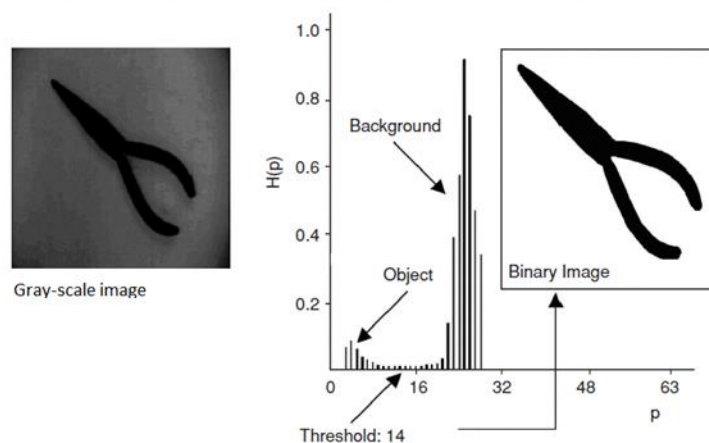 Gray-scale image
H(p)
1.0
0.8
0.6
0.4
0.2
0
16
32
48
63
p
Background
Object
Threshold: 14
Binary Image